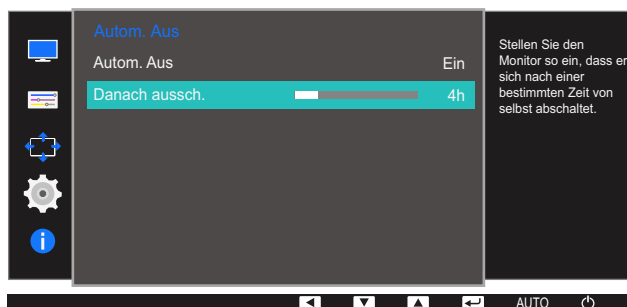 Autom. Aus
Autom. Aus Ein
Danach aussch. 4h
Stellen Sie den
Monitor so ein, dass er
sich nach einer
bestimmten Zeit von
selbst abschaltet.
AUTO